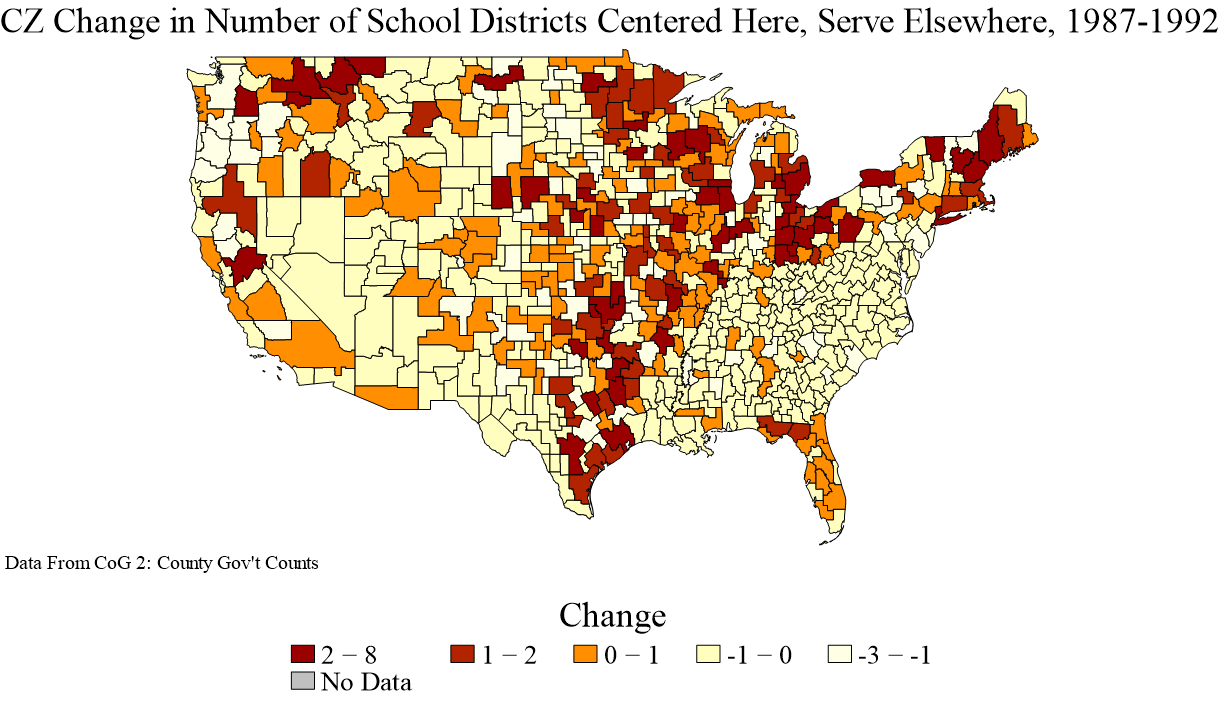 CZ Change in Number of School Districts Centered Here, Serve Elsewhere, 1987-1992
Data From CoG 2: County Gov't Counts
Change
2 − 8 1 − 2 0 − 1 -1 − 0 -3 − -1
No Data